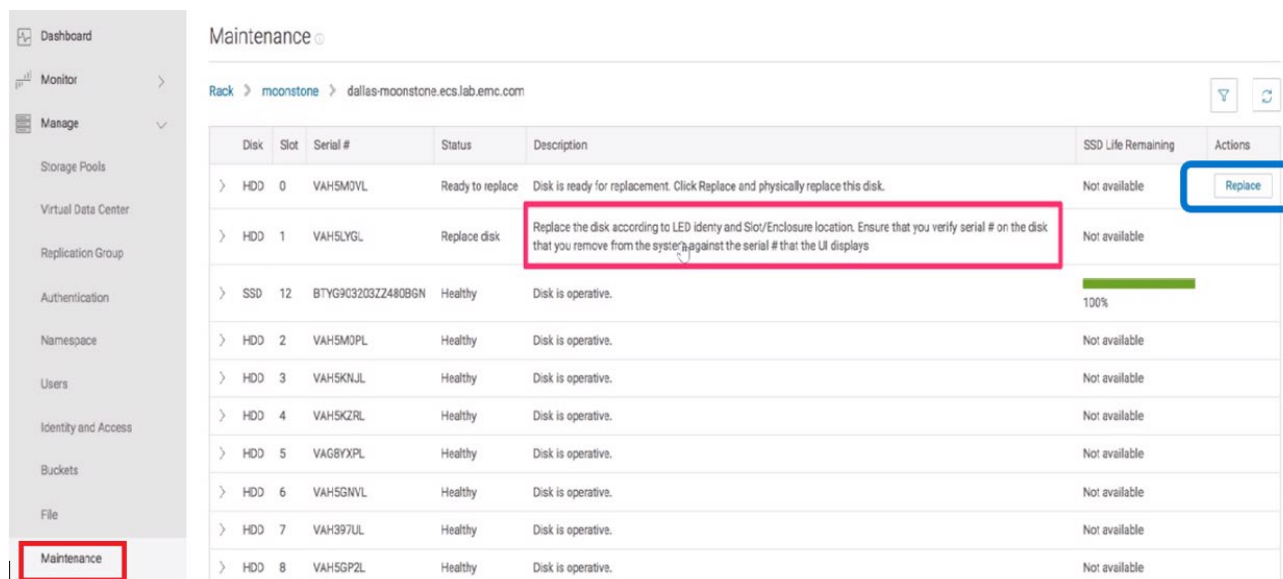 Dashboard
Monitor
Manage
Storage Pools
Virtual Data Center
Replication Group
Authentication
Namespace
Users
Identity and Access
Buckets
File
Maintenance
Maintenance
Rack > moonstone > dallas-moonstone.ecs.lab.emc.com
Disk Slot Serial # Status Description SSD Life Remaining Actions
HDD 0 VAH5M0VL Ready to replace Disk is ready for replacement. Click Replace and physically replace this disk. Not available Replace
HDD 1 VAH5LYGL Replace disk Replace the disk according to LED identy and Slot/Enclosure location. Ensure that you verify serial # on the disk
that you remove from the system against the serial # that the UI displays Not available
SSD 12 BTYG903203ZZ480BGN Healthy Disk is operative. 100%
HDD 2 VAH5M0PL Healthy Disk is operative. Not available
HDD 3 VAH5KNJL Healthy Disk is operative. Not available
HDD 4 VAH5KZRL Healthy Disk is operative. Not available
HDD 5 VAG8YXPL Healthy Disk is operative. Not available
HDD 6 VAH5GNVL Healthy Disk is operative. Not available
HDD 7 VAH397UL Healthy Disk is operative. Not available
HDD 8 VAH5GP2L Healthy Disk is operative. Not available